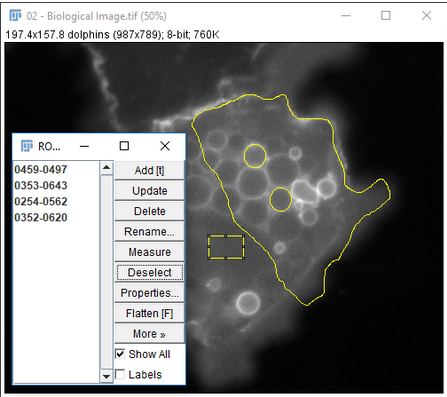 02 - Biological Image.tif (50%)
197.4x157.8 dolphins (987x789); 8-bit; 760K
RO...
0459-0497
0353-0643
0254-0562
0352-0620
Add [t]
Update
Delete
Rename...
Measure
Deselect
Properties...
Flatten [F]
More »
Show All
Labels